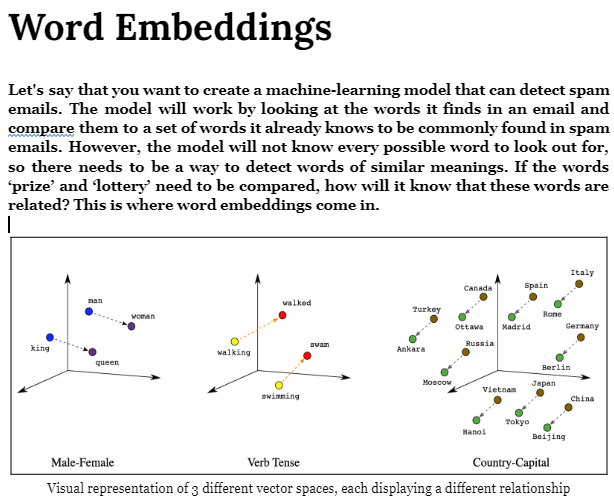 Word Embeddings
Let's say that you want to create a machine-learning model that can detect spam
emails. The model will work by looking at the words it finds in an email and
compare them to a set of words it already knows to be commonly found in spam
emails. However, the model will not know every possible word to look out for,
so there needs to be a way to detect words of similar meanings. If the words
‘prize’ and ‘lottery’ need to be compared, how will it know that these words are
related? This is where word embeddings come in.
man
woman
king
queen
Male-Female
walked
walking
swam
swimming
Verb Tense
Italy
Spain
Canada
Turkey
Rome
Ottawa
Madrid
Germany
Russia
Ankara
Berlin
Moscow
Japan
Vietnam
China
Tokyo
Hanoi
Beijing
Country-Capital
Visual representation of 3 different vector spaces, each displaying a different relationship